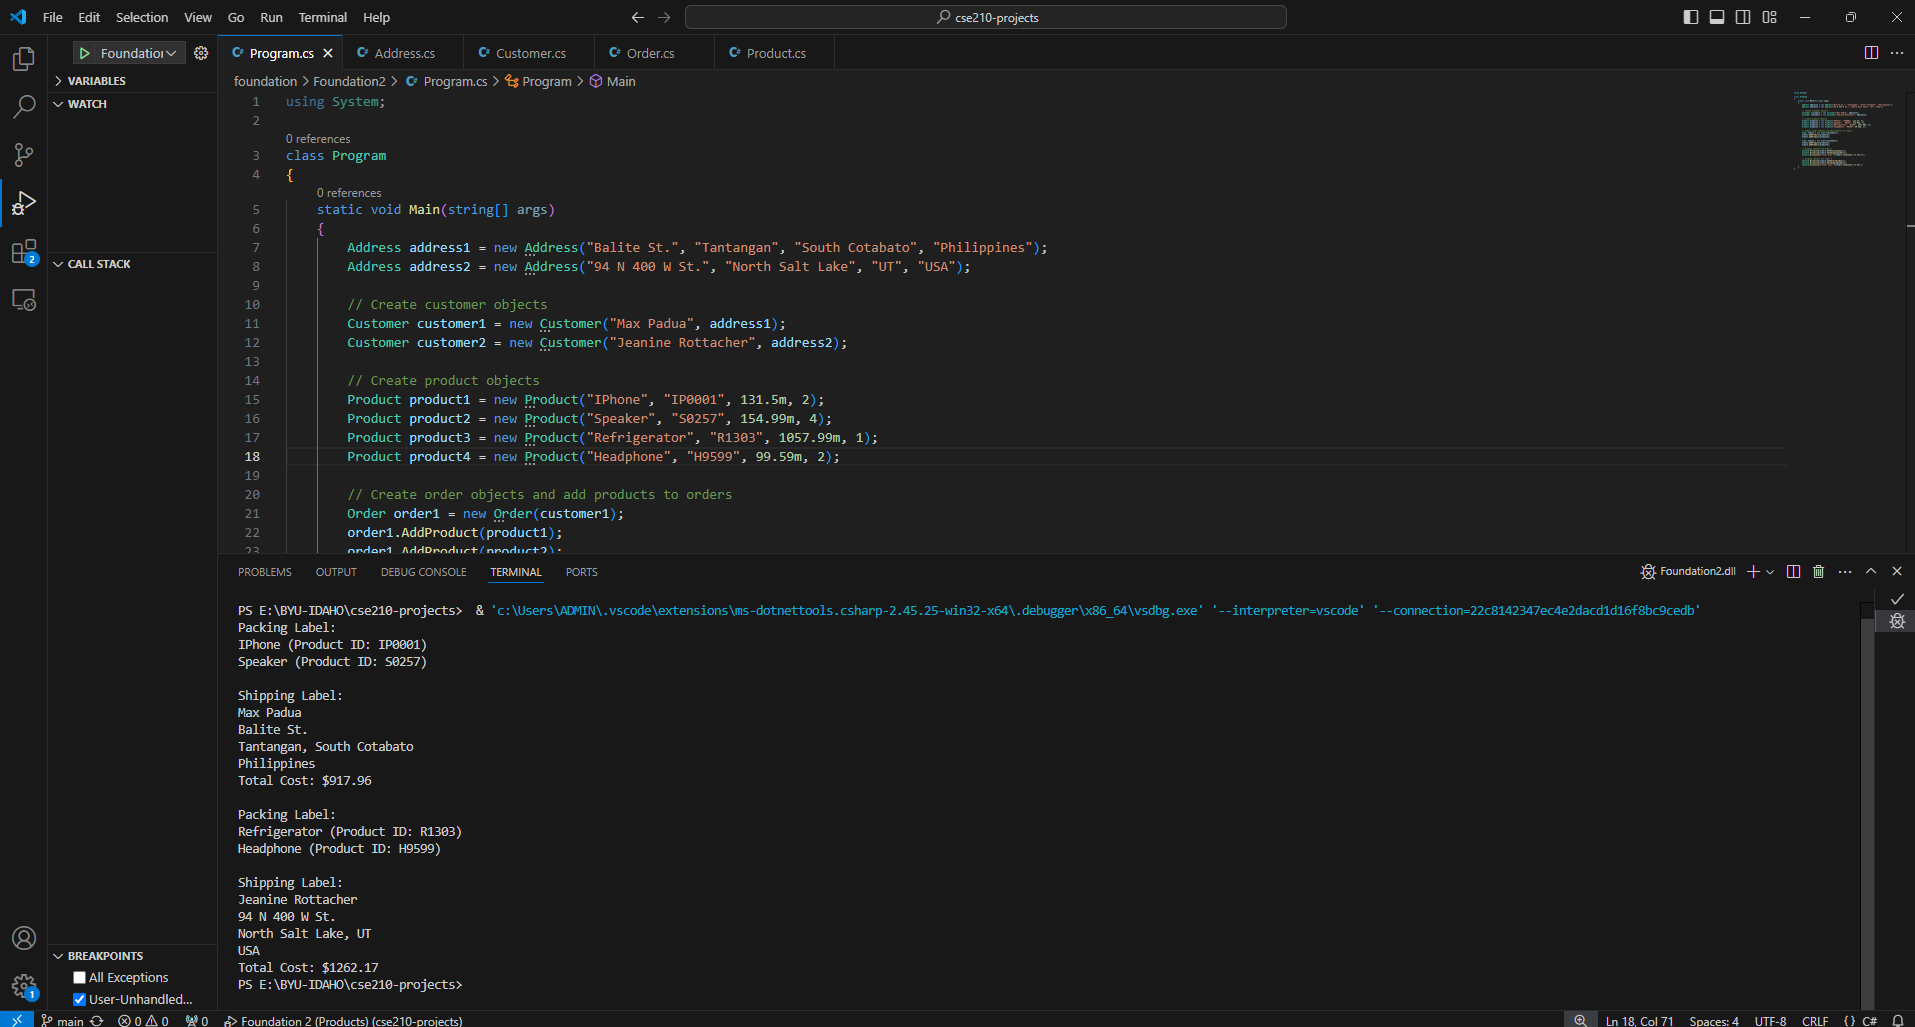 File Edit Selection View Go Run Terminal Help
cse210-projects
Foundation
Program.cs Address.cs Customer.cs Order.cs Product.cs
VARIABLES
WATCH
CALL STACK
2
foundation > Foundation2 > Program.cs > Program > Main
1 using System;
2
0 references
3 class Program
4 {
0 references
5 static void Main(string[] args)
6 {
7 Address address1 = new Address("Balite St.", "Tantangan", "South Cotabato", "Philippines");
8 Address address2 = new Address("94 N 400 W St.", "North Salt Lake", "UT", "USA");
9
10 // Create customer objects
11 Customer customer1 = new Customer("Max Padua", address1);
12 Customer customer2 = new Customer("Jeanine Rottacher", address2);
13
14 // Create product objects
15 Product product1 = new Product("IPhone", "IP0001", 131.5m, 2);
16 Product product2 = new Product("Speaker", "S0257", 154.99m, 4);
17 Product product3 = new Product("Refrigerator", "R1303", 1057.99m, 1);
18 Product product4 = new Product("Headphone", "H9599", 99.59m, 2);
19
20 // Create order objects and add products to orders
21 Order order1 = new Order(customer1);
22 order1.AddProduct(product1);
23 order1.AddProduct(product2);
PROBLEMS OUTPUT DEBUG CONSOLE TERMINAL PORTS
Foundation2.dll
PS E:\BYU-IDAHO\cse210-projects> & 'c:\Users\ADMIN\.vscode\extensions\ms-dotnettools.csharp-2.45.25-win32-x64\.debugger\x86_64\vsdbg.exe' '--interpreter=vscode' '--connection=22c8142347ec4e2dacd1d16f8bc9cedb'
Packing Label:
IPhone (Product ID: IP0001)
Speaker (Product ID: S0257)
Shipping Label:
Max Padua
Balite St.
Tantangan, South Cotabato
Philippines
Total Cost: $917.96
Packing Label:
Refrigerator (Product ID: R1303)
Headphone (Product ID: H9599)
Shipping Label:
Jeanine Rottacher
94 N 400 W St.
North Salt Lake, UT
USA
Total Cost: $1262.17
PS E:\BYU-IDAHO\cse210-projects>
BREAKPOINTS
All Exceptions
User-Unhandled...
1
main 0 0 0 Foundation 2 (Products) (cse210-projects)
Ln 18, Col 71 Spaces: 4 UTF-8 CRLF {} C#